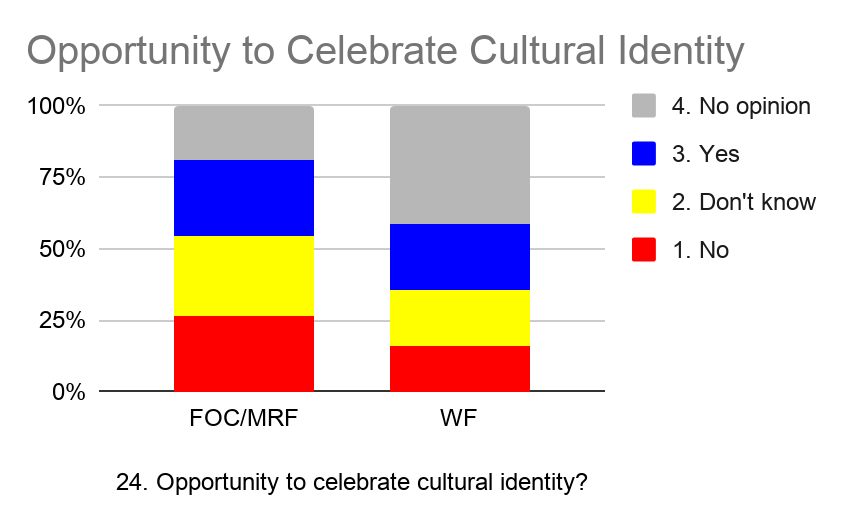 Opportunity to Celebrate Cultural Identity
100%
75%
50%
25%
0%
4. No opinion
3. Yes
2. Don't know
1. No
FOC/MRF
WF
24. Opportunity to celebrate cultural identity?